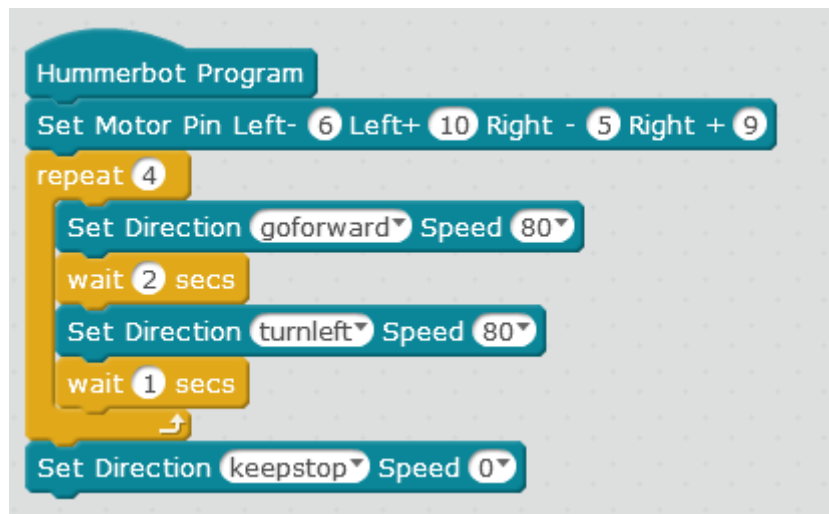 Hummerbot Program
Set Motor Pin Left- 6 Left+ 10 Right - 5 Right + 9
repeat 4
Set Direction goforward Speed 80
wait 2 secs
Set Direction turnleft Speed 80
wait 1 secs
Set Direction keepstop Speed 0